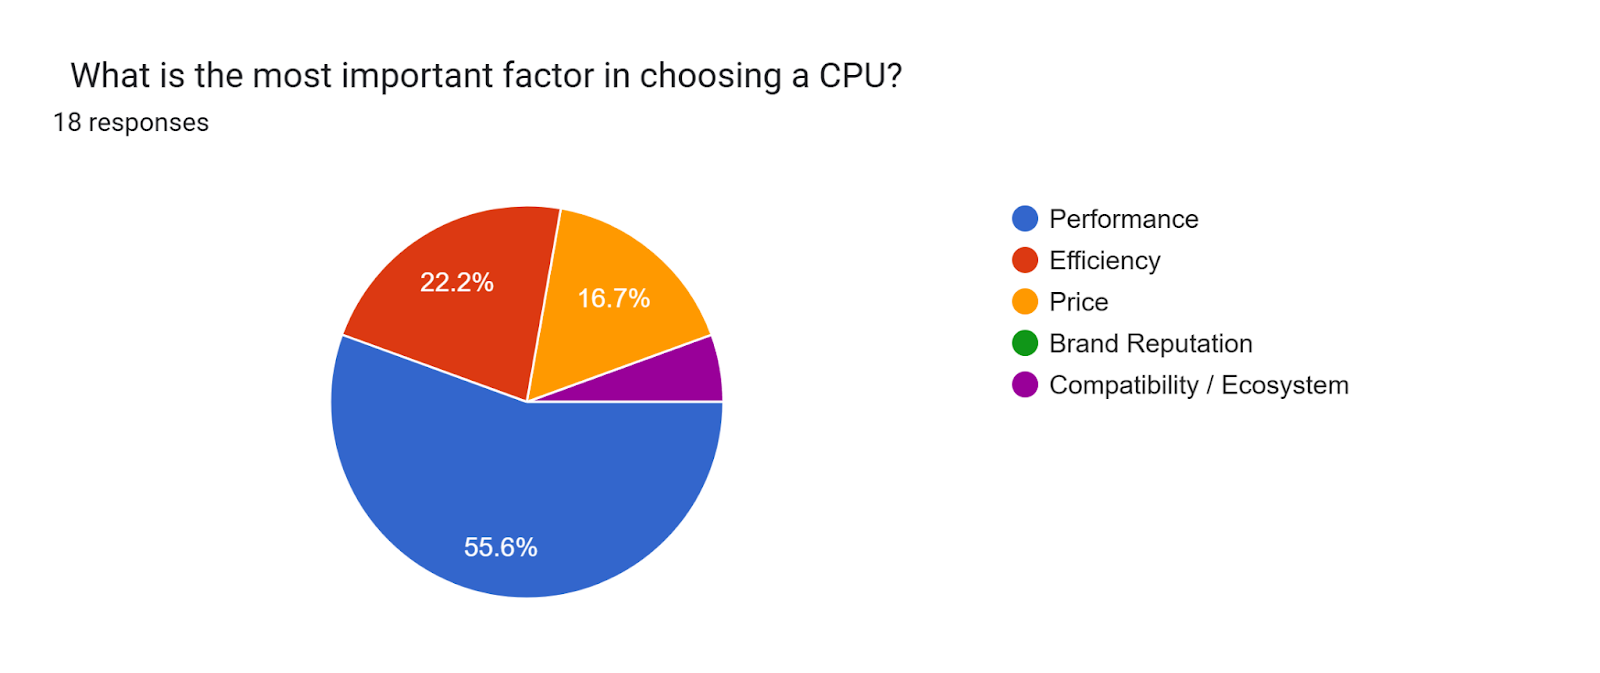 What is the most important factor in choosing a CPU?
18 responses
22.2%
16.7%
55.6%
Performance
Efficiency
Price
Brand Reputation
Compatibility / Ecosystem